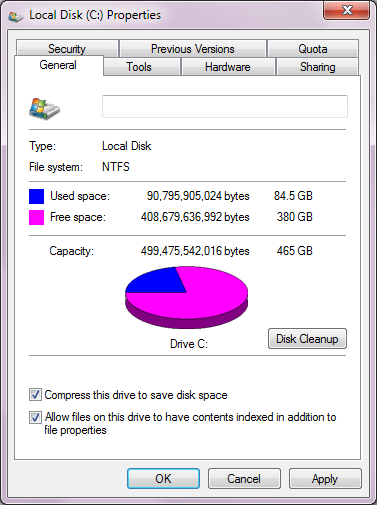 Local Disk (C:) Properties
Security Previous Versions Quota
General Tools Hardware Sharing
Type: Local Disk
File system: NTFS
Used space: 90,795,905,024 bytes 84.5 GB
Free space: 408,679,636,992 bytes 380 GB
Capacity: 499,475,542,016 bytes 465 GB
Drive C: Disk Cleanup
Compress this drive to save disk space
Allow files on this drive to have contents indexed in addition to
file properties
OK Cancel Apply